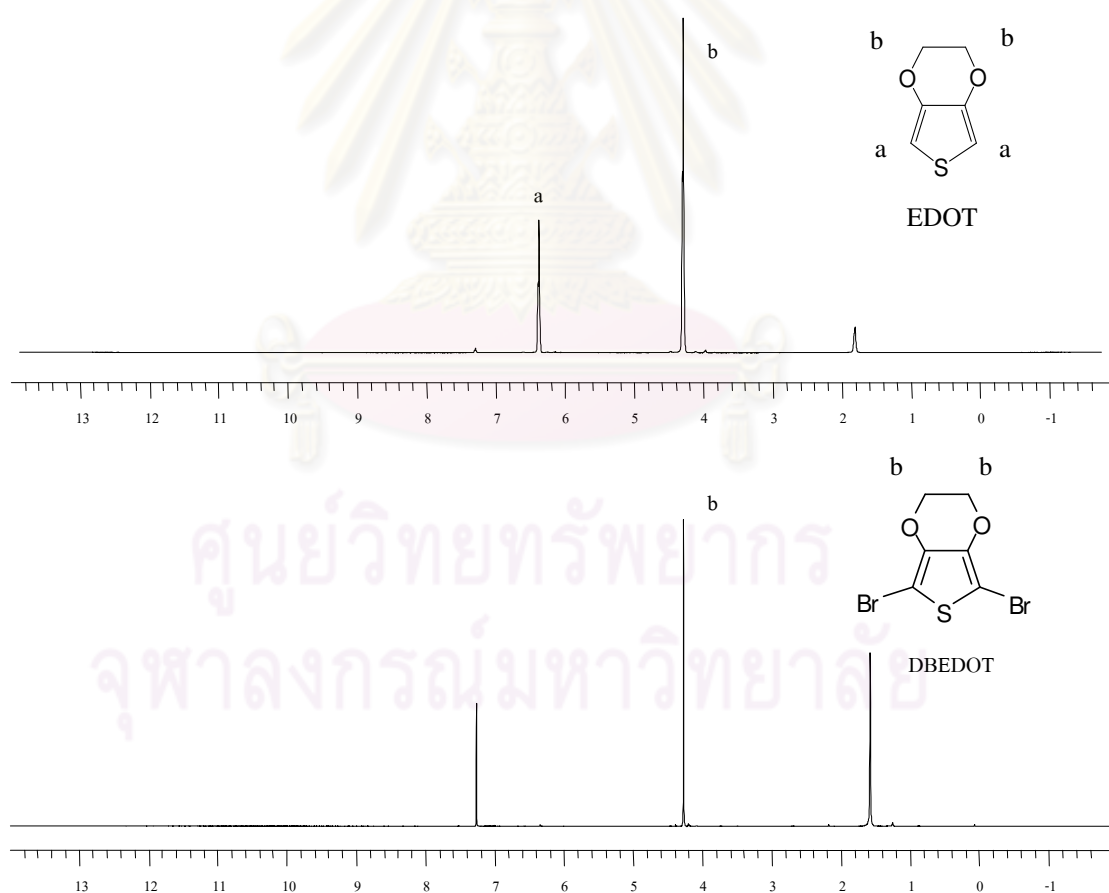 b b
b
O O
a a
S
a
EDOT
13 12 11 10 9 8 7 6 5 4 3 2 1 0 -1
b b
b
O O
Br S Br
DBEDOT
ศูนย์วิทยทรัพยากร
จุฬาลงกรณ์มหาวิทยาลัย
13 12 11 10 9 8 7 6 5 4 3 2 1 0 -1